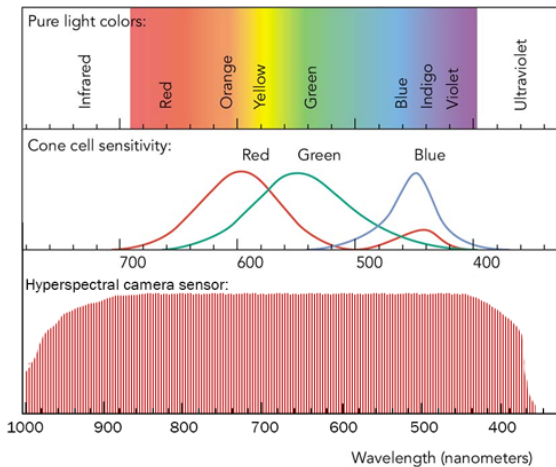 Pure light colors:
Infrared
Red
Orange
Yellow
Green
Blue
Indigo
Violet
Ultraviolet
Cone cell sensitivity:
Red Green Blue
700 600 500 400
Hyperspectral camera sensor:
1000 900 800 700 600 500 400
Wavelength (nanometers)